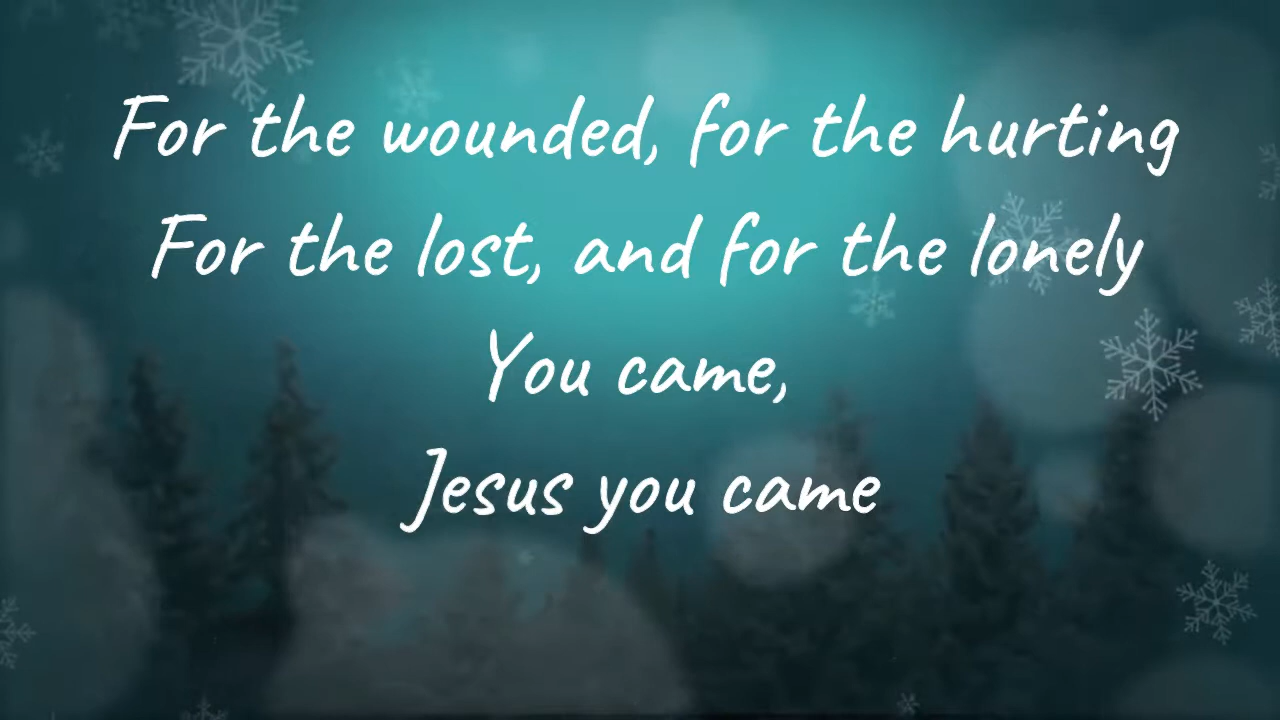 For the wounded, for the hurting
For the lost, and for the lonely
You came,
Jesus you came